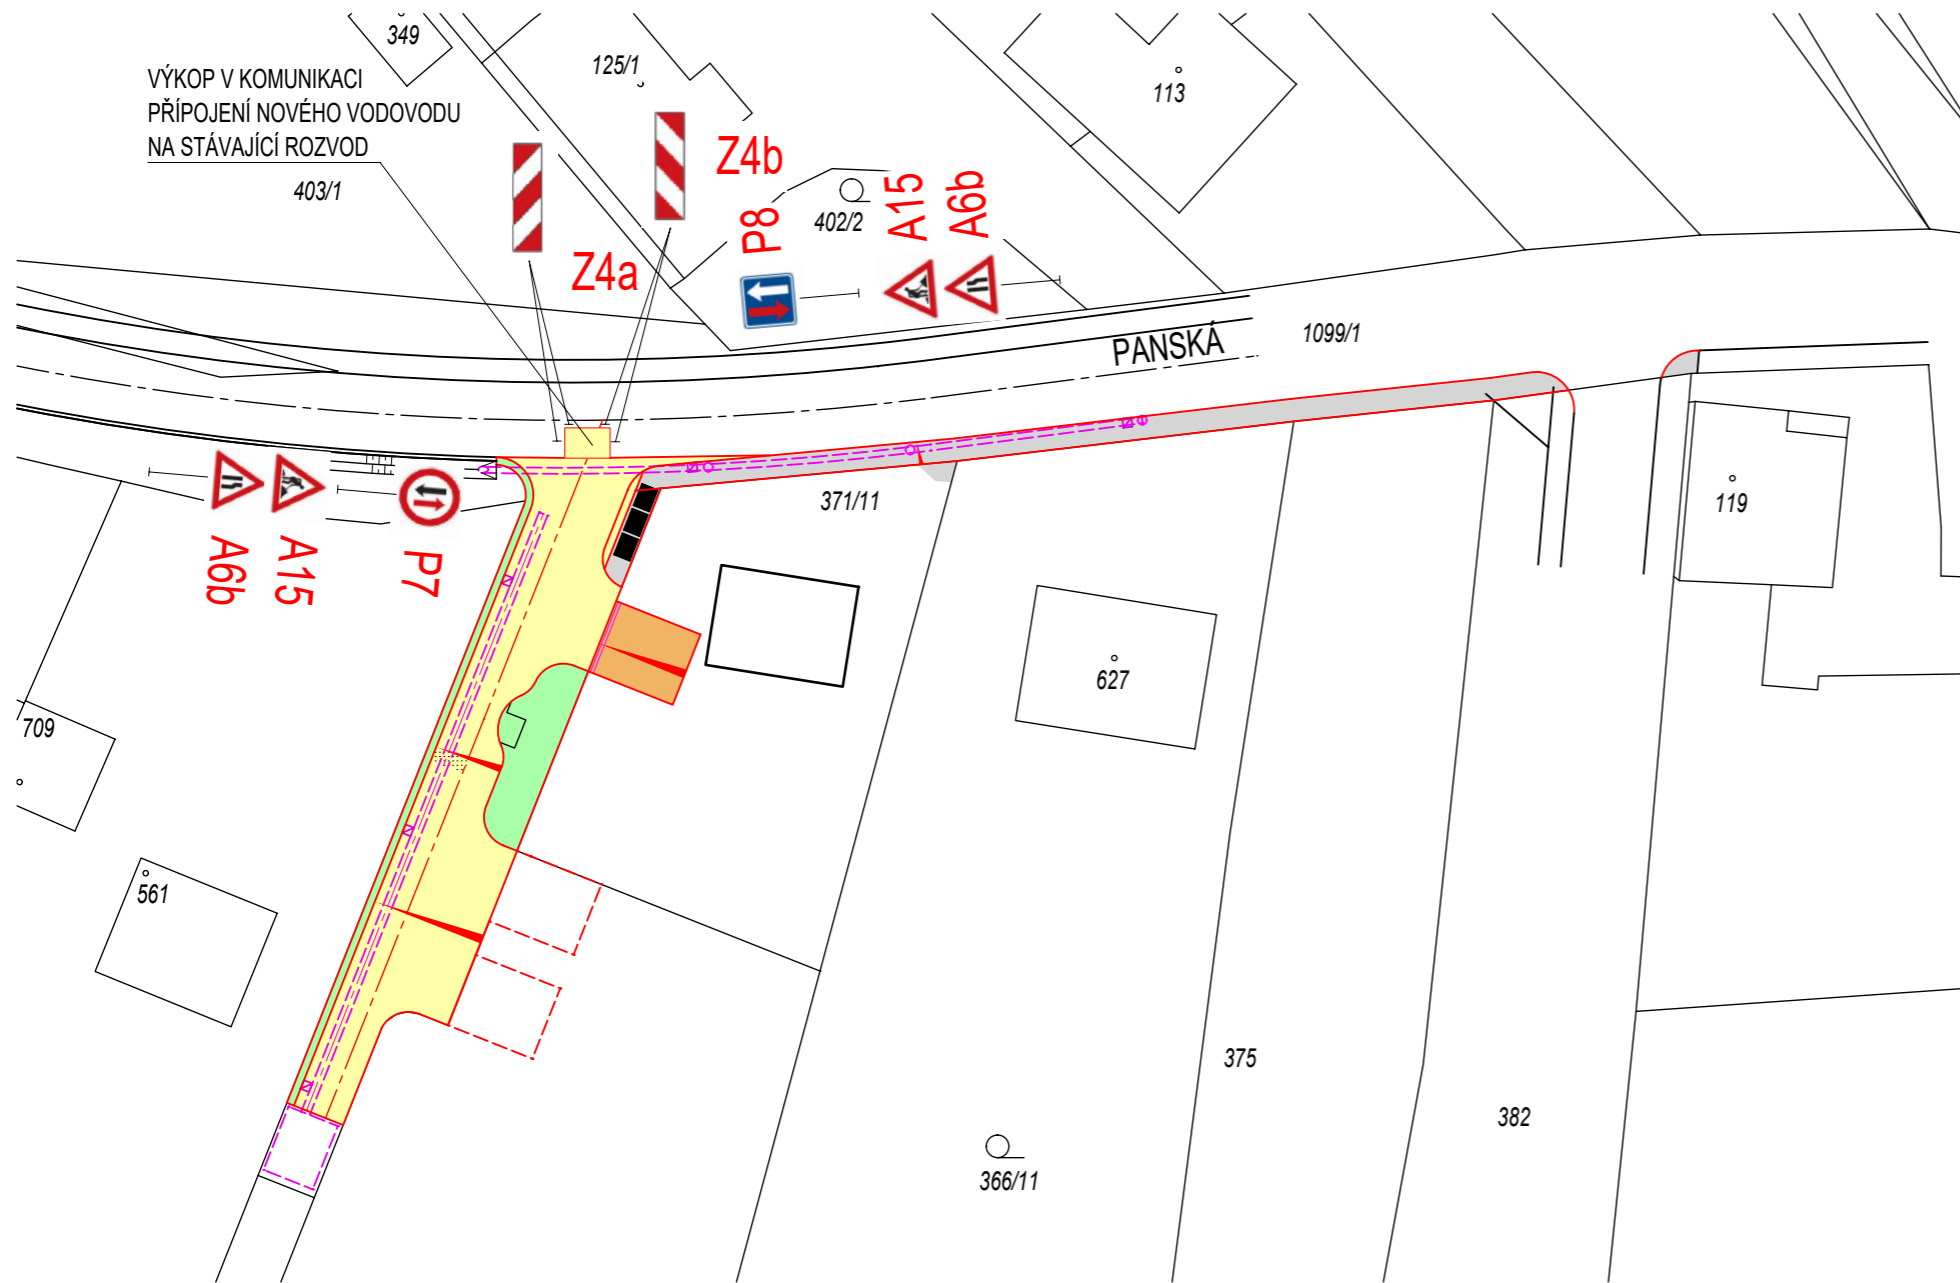 349
125/1
113
VÝKOP V KOMUNIKACI
PŘÍPOJENÍ NOVÉHO VODOVODU
NA STÁVAJÍCÍ ROZVOD
403/1
Z4b
Z4a
P8
402/2
A15
A6b
PANSKÁ
1099/1
A6b
A15
P7
371/11
119
627
709
561
375
382
366/11